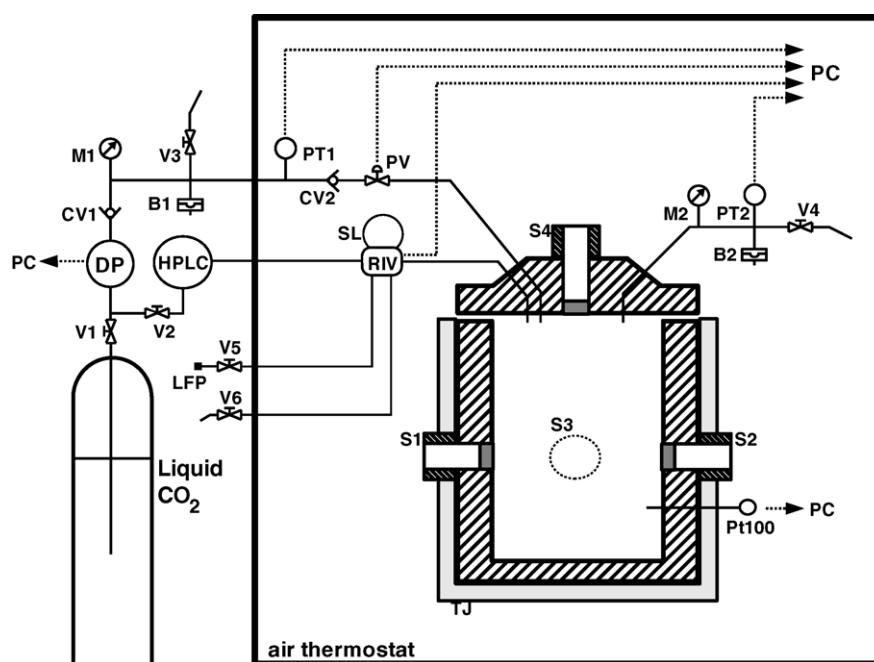 PC
M1
V3
PT1
PV
CV2
B1
CV1
SL
M2
PT2
V4
S4
B2
PC
DP
HPLC
RIV
V1
V2
V5
LFP
V6
S1
S3
S2
Liquid
CO2
Pt100
PC
TJ
air thermostat